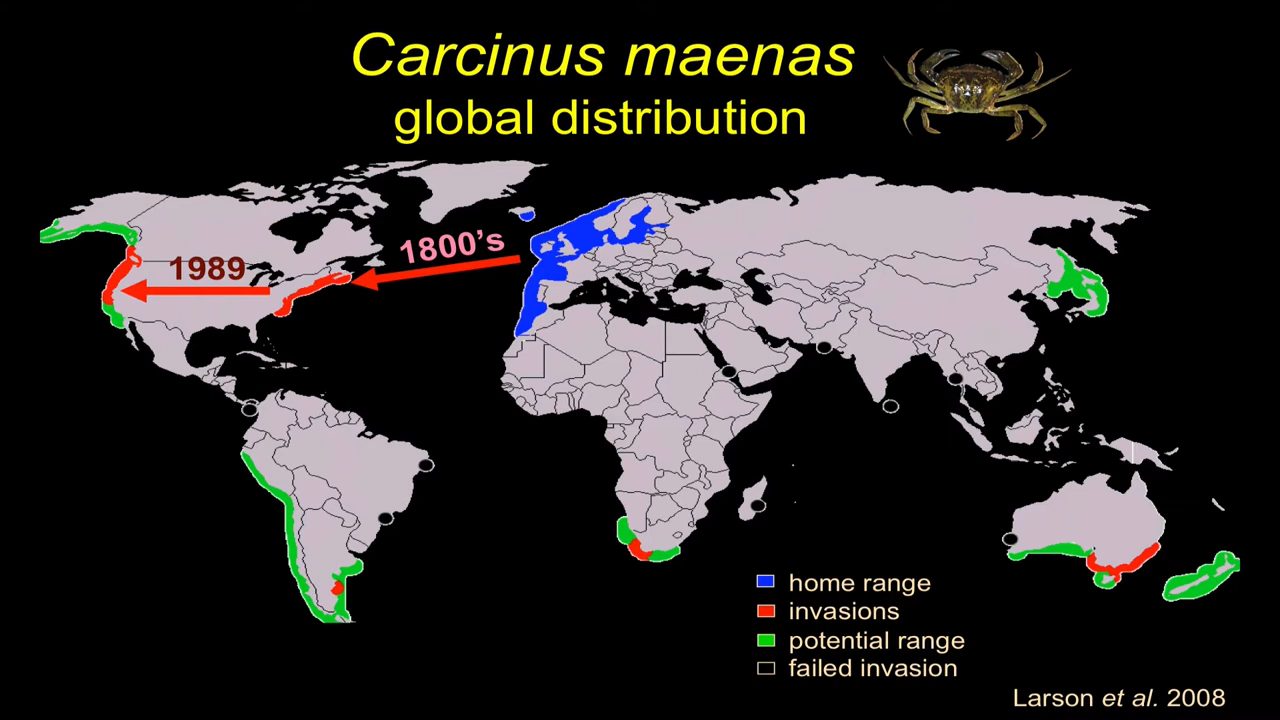 Carcinus maenas
global distribution
1800's
1989
home range
invasions
potential range
failed invasion
Larson et al. 2008